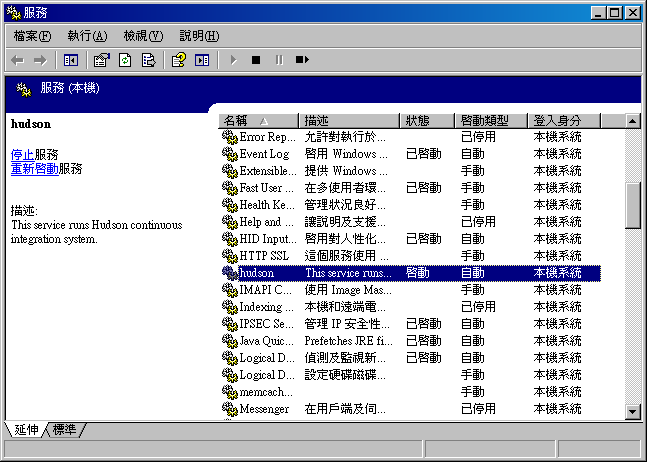 服務
檔案(F) 執行(A) 檢視(V) 說明(H)
服務 (本機)
hudson
停止服務
重新啓動服務
描述:
This service runs Hudson continuous
integration system.
名稱 描述 狀態 啓動類型 登入身分
Error Rep... 允許對執行於... 已停用 本機系統
Event Log 啓用 Windows ... 已啓動 自動 本機系統
Extensible... 提供 Windows ... 手動 本機系統
Fast User ... 在多使用者環... 已啓動 手動 本機系統
Health Ke... 管理狀況良好... 手動 本機系統
Help and ... 讓說明及支援... 已停用 本機系統
HID Input... 啓用對人性化... 已啓動 自動 本機系統
HTTP SSL 這個服務使用 ... 手動 本機系統
hudson This service runs... 啓動 自動 本機系統
IMAPI C... 使用 Image Mas... 手動 本機系統
Indexing ... 本機和遠端電... 已停用 本機系統
IPSEC Se... 管理 IP 安全性... 已啓動 自動 本機系統
Java Quic... Prefetches JRE fi... 已啓動 自動 本機系統
Logical D... 偵測及監視新... 已啓動 自動 本機系統
Logical D... 設定硬碟磁碟... 手動 本機系統
memcach... 手動 本機系統
Messenger 在用戶端及伺... 已停用 本機系統
延伸 標準